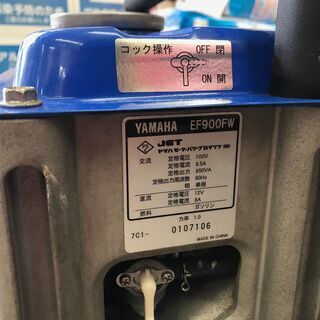 コック操作 OFF 閉
ON 開
YAMAHA EF900FW
PS
JET
ヤマハモーターパワープロダクツ(株)
交流 定格電圧 100V
定格電流 8.5A
定格出力 850VA
定格出力周波数 60Hz
相 単相
直流 定格電圧 12V
定格電流 8A
燃料 ガソリン
力率 1.0
7C1- 0107106
MADE IN CHINA